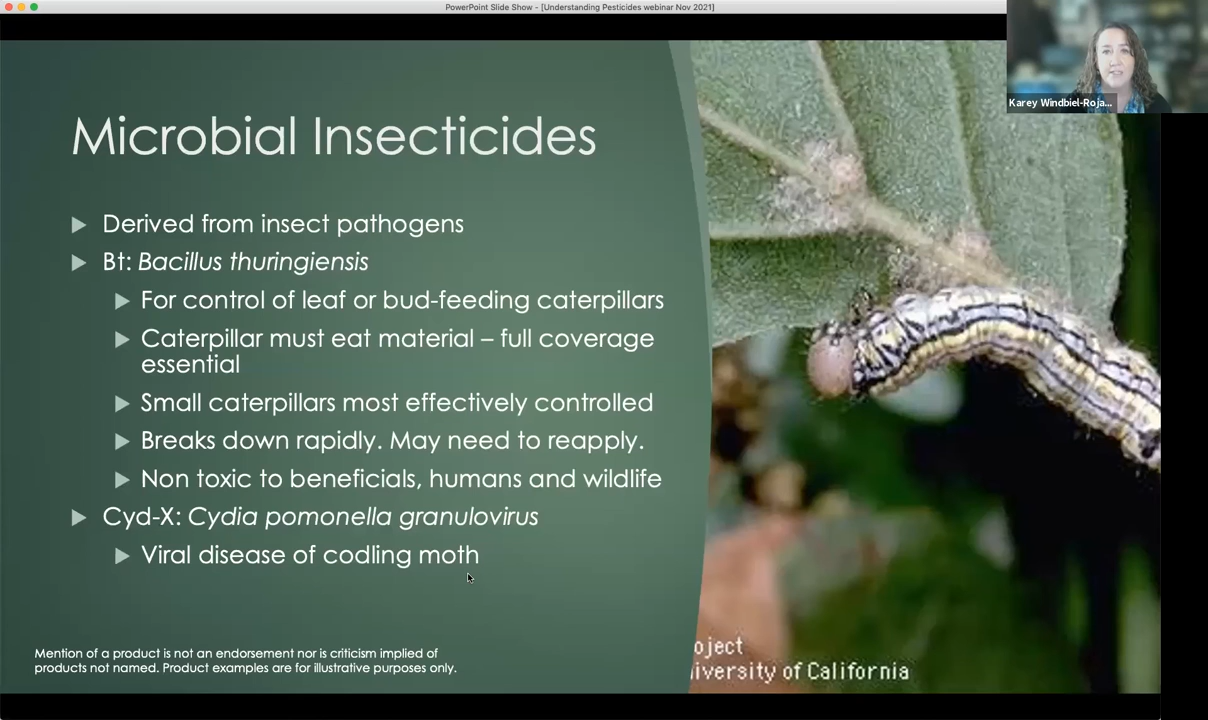 PowerPoint Slide Show - [Understanding Pesticides webinar Nov 2021]
Karey Windbiel-Roja...
Microbial Insecticides
Derived from insect pathogens
Bt: Bacillus thuringiensis
For control of leaf or bud-feeding caterpillars
Caterpillar must eat material – full coverage
essential
Small caterpillars most effectively controlled
Breaks down rapidly. May need to reapply.
Non toxic to beneficials, humans and wildlife
Cyd-X: Cydia pomonella granulovirus
Viral disease of codling moth
Mention of a product is not an endorsement nor is criticism implied of
products not named. Product examples are for illustrative purposes only.
oject
iversity of California